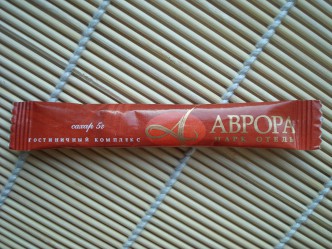 сахар 5г
ГОСТИНИЧНЫЙ КОМПЛЕКС
АВРОРА
ПАРК ОТЕЛЬ